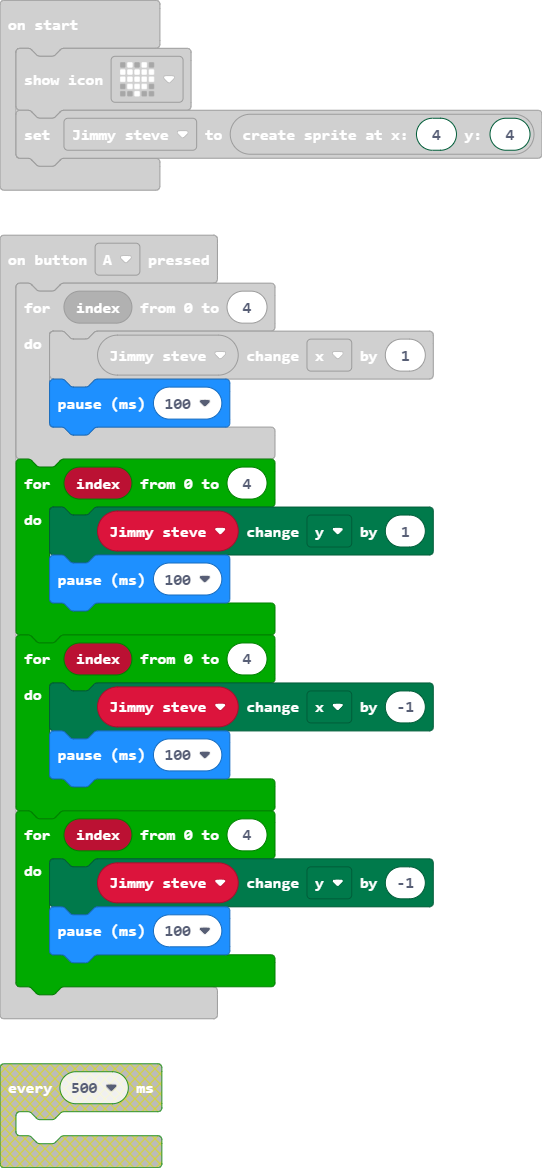 on start
show icon
set Jimmy steve to create sprite at x: 4 y: 4
on button A pressed
for index from 0 to 4
do
Jimmy steve change x by 1
pause (ms) 100
for index from 0 to 4
do
Jimmy steve change y by 1
pause (ms) 100
for index from 0 to 4
do
Jimmy steve change x by -1
pause (ms) 100
for index from 0 to 4
do
Jimmy steve change y by -1
pause (ms) 100
every 500 ms